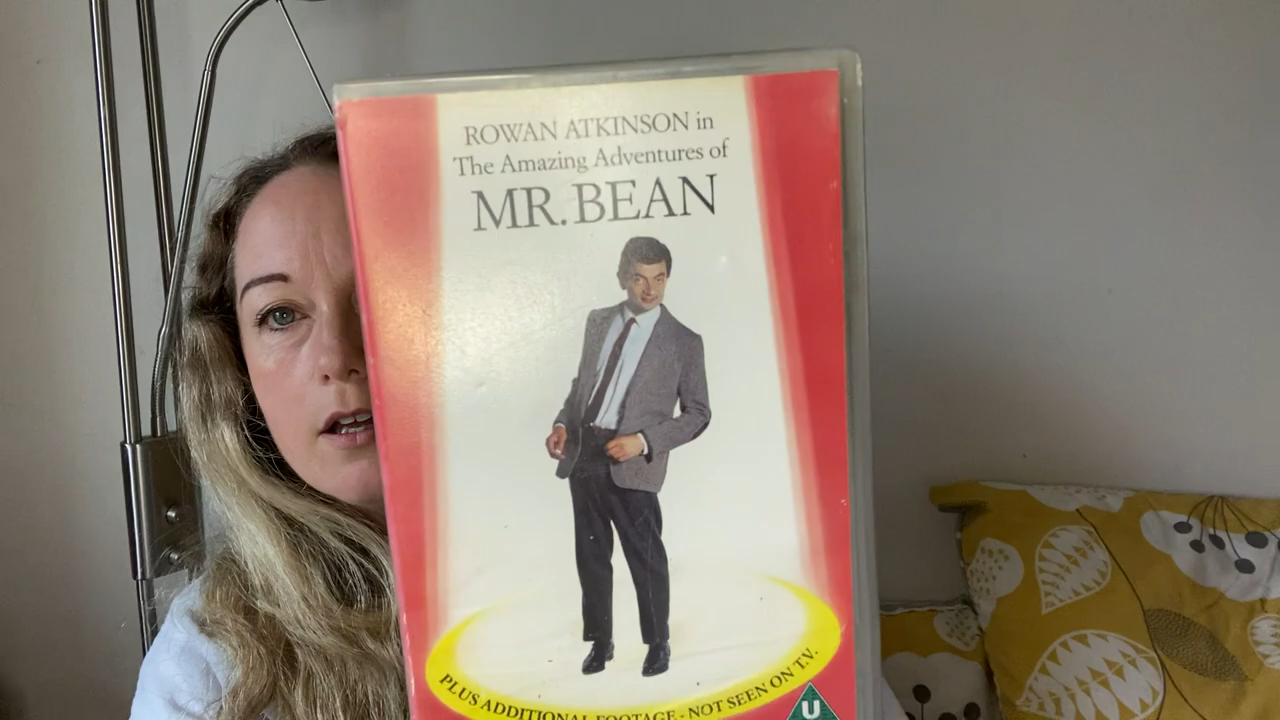 ROWAN ATKINSON in
The Amazing Adventures of
MR. BEAN
PLUS ADDITIONAL FOOTAGE - NOT SEEN ON T.V.
U